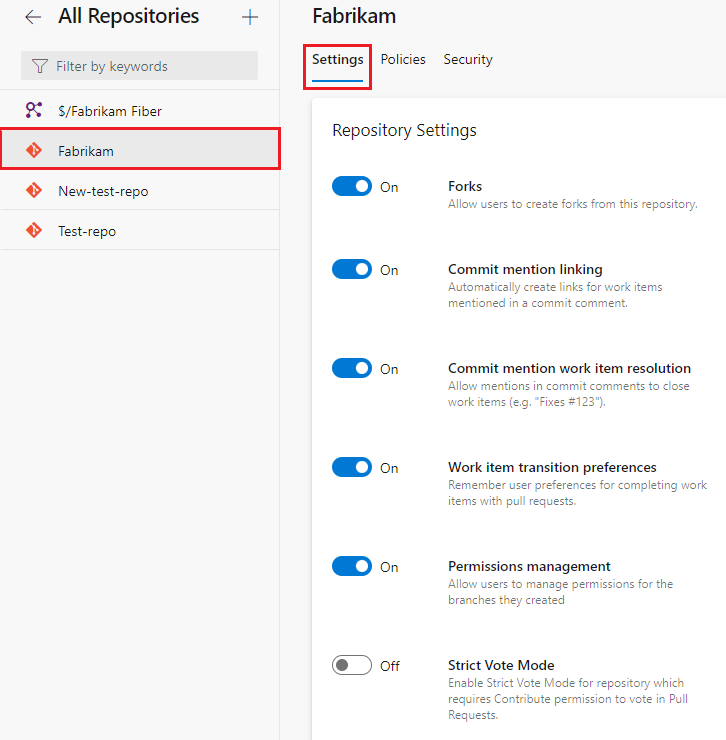 All Repositories
Filter by keywords
$/Fabrikam Fiber
Fabrikam
New-test-repo
Test-repo
Fabrikam
Settings Policies Security
Repository Settings
On Forks
Allow users to create forks from this repository.
On Commit mention linking
Automatically create links for work items
mentioned in a commit comment.
On Commit mention work item resolution
Allow mentions in commit comments to close
work items (e.g. "Fixes #123").
On Work item transition preferences
Remember user preferences for completing work
items with pull requests.
On Permissions management
Allow users to manage permissions for the
branches they created
Off Strict Vote Mode
Enable Strict Vote Mode for repository which
requires Contribute permission to vote in Pull
Requests.